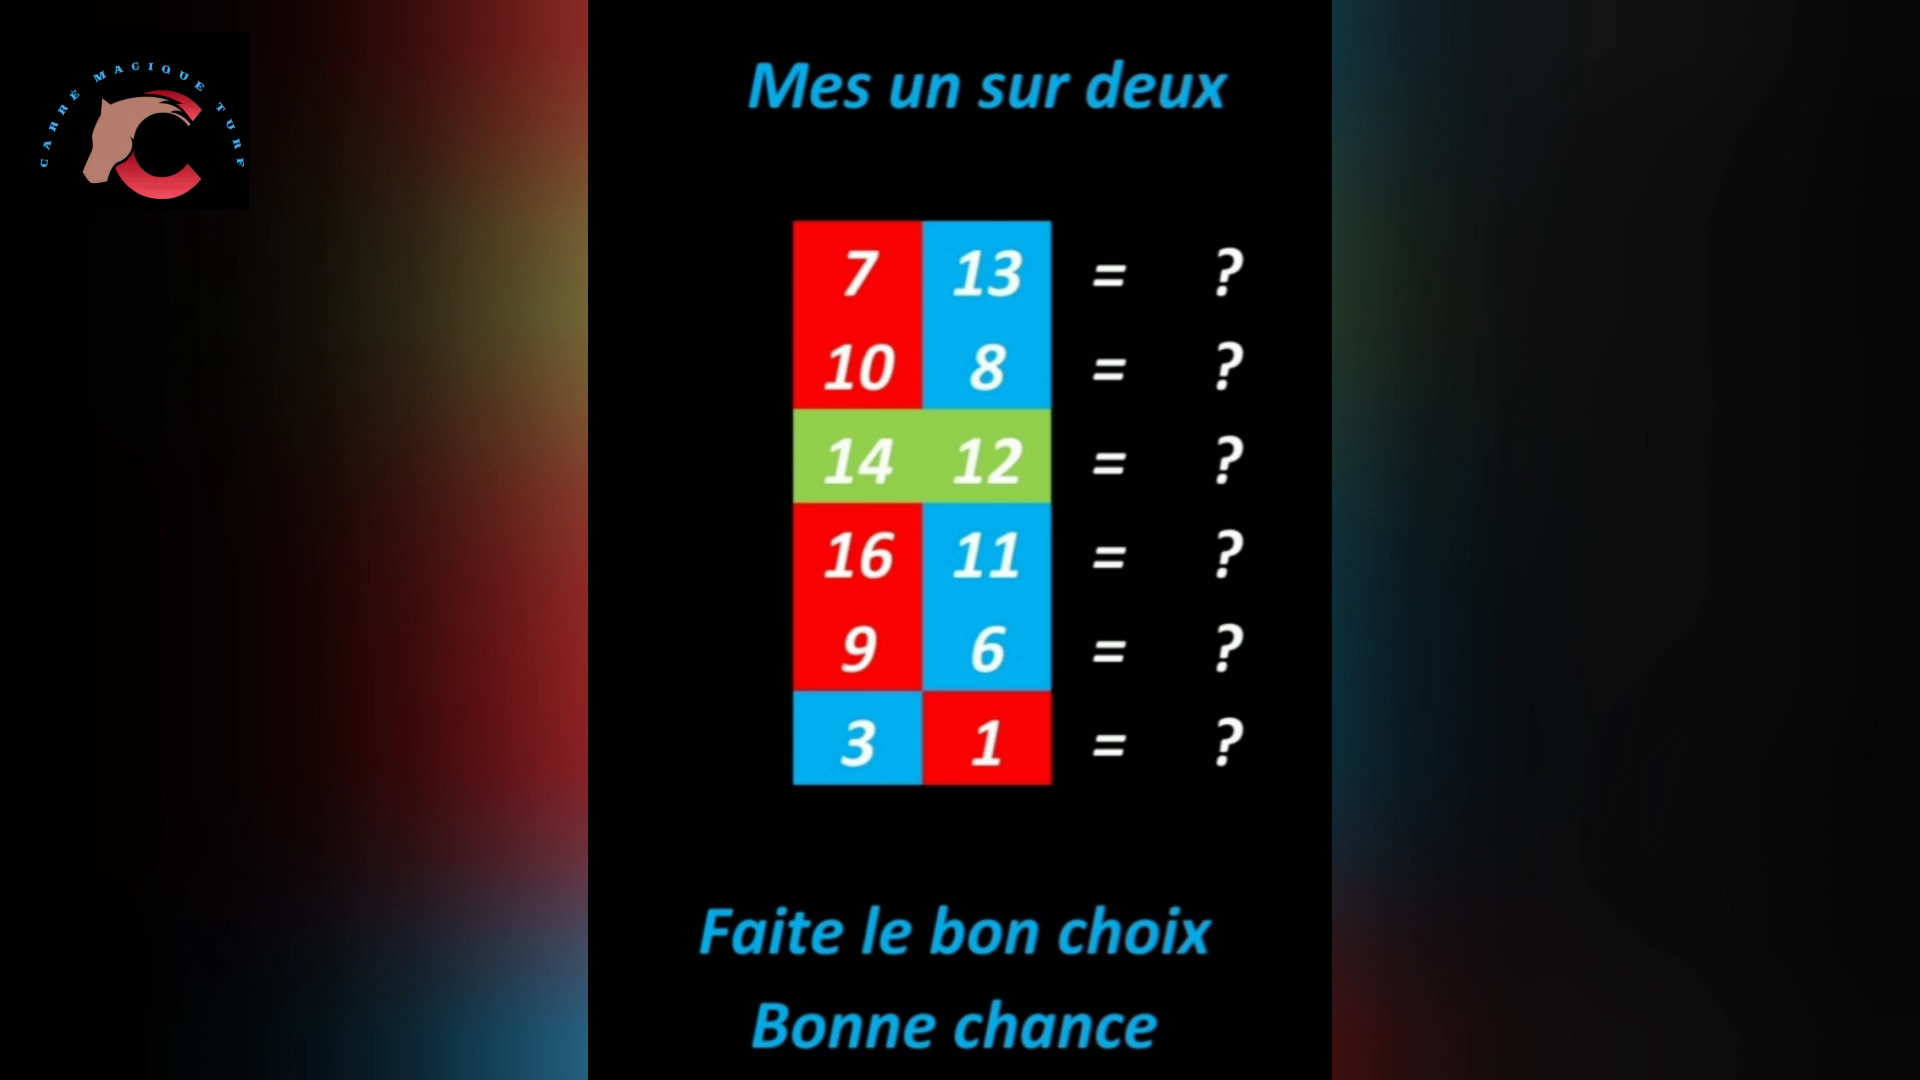 CARRÉ MAGIQUE TURF
Mes un sur deux
7 13 = ?
10 8 = ?
14 12 = ?
16 11 = ?
9 6 = ?
3 1 = ?
Faite le bon choix
Bonne chance